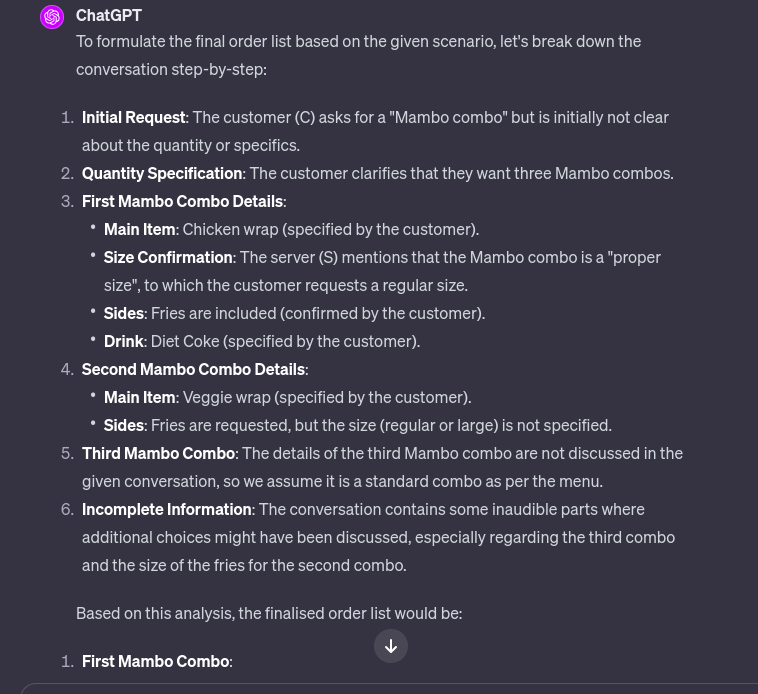 ChatGPT
To formulate the final order list based on the given scenario, let's break down the
conversation step-by-step:
1. Initial Request: The customer (C) asks for a "Mambo combo" but is initially not clear
about the quantity or specifics.
2. Quantity Specification: The customer clarifies that they want three Mambo combos.
3. First Mambo Combo Details:
• Main Item: Chicken wrap (specified by the customer).
• Size Confirmation: The server (S) mentions that the Mambo combo is a "proper
size", to which the customer requests a regular size.
• Sides: Fries are included (confirmed by the customer).
• Drink: Diet Coke (specified by the customer).
4. Second Mambo Combo Details:
• Main Item: Veggie wrap (specified by the customer).
• Sides: Fries are requested, but the size (regular or large) is not specified.
5. Third Mambo Combo: The details of the third Mambo combo are not discussed in the
given conversation, so we assume it is a standard combo as per the menu.
6. Incomplete Information: The conversation contains some inaudible parts where
additional choices might have been discussed, especially regarding the third combo
and the size of the fries for the second combo.
Based on this analysis, the finalised order list would be:
1. First Mambo Combo: